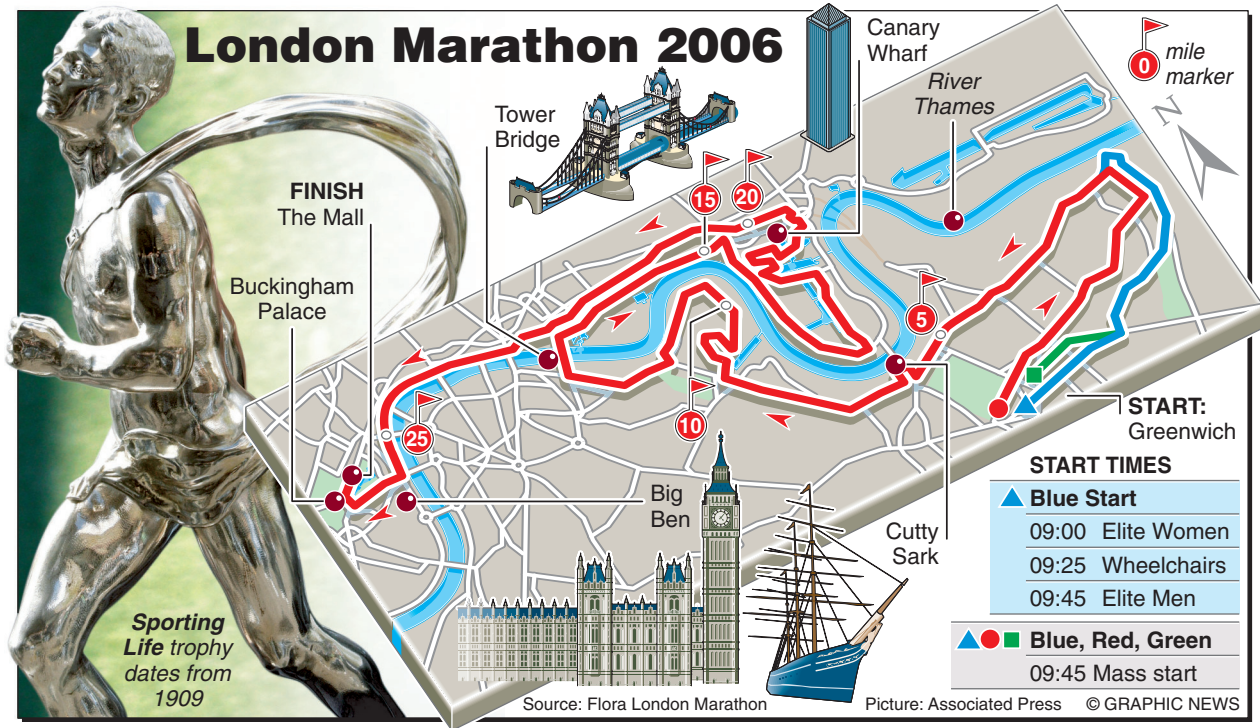 London Marathon 2006
Canary
Wharf
0
mile
marker
River
Thames
N
Tower
Bridge
15
20
FINISH
The Mall
Buckingham
Palace
5
10
25
START:
Greenwich
Big
Ben
Cutty
Sark
START TIMES
Blue Start
09:00 Elite Women
09:25 Wheelchairs
09:45 Elite Men
Blue, Red, Green
09:45 Mass start
Sporting
Life trophy
dates from
1909
Source: Flora London Marathon
Picture: Associated Press
© GRAPHIC NEWS